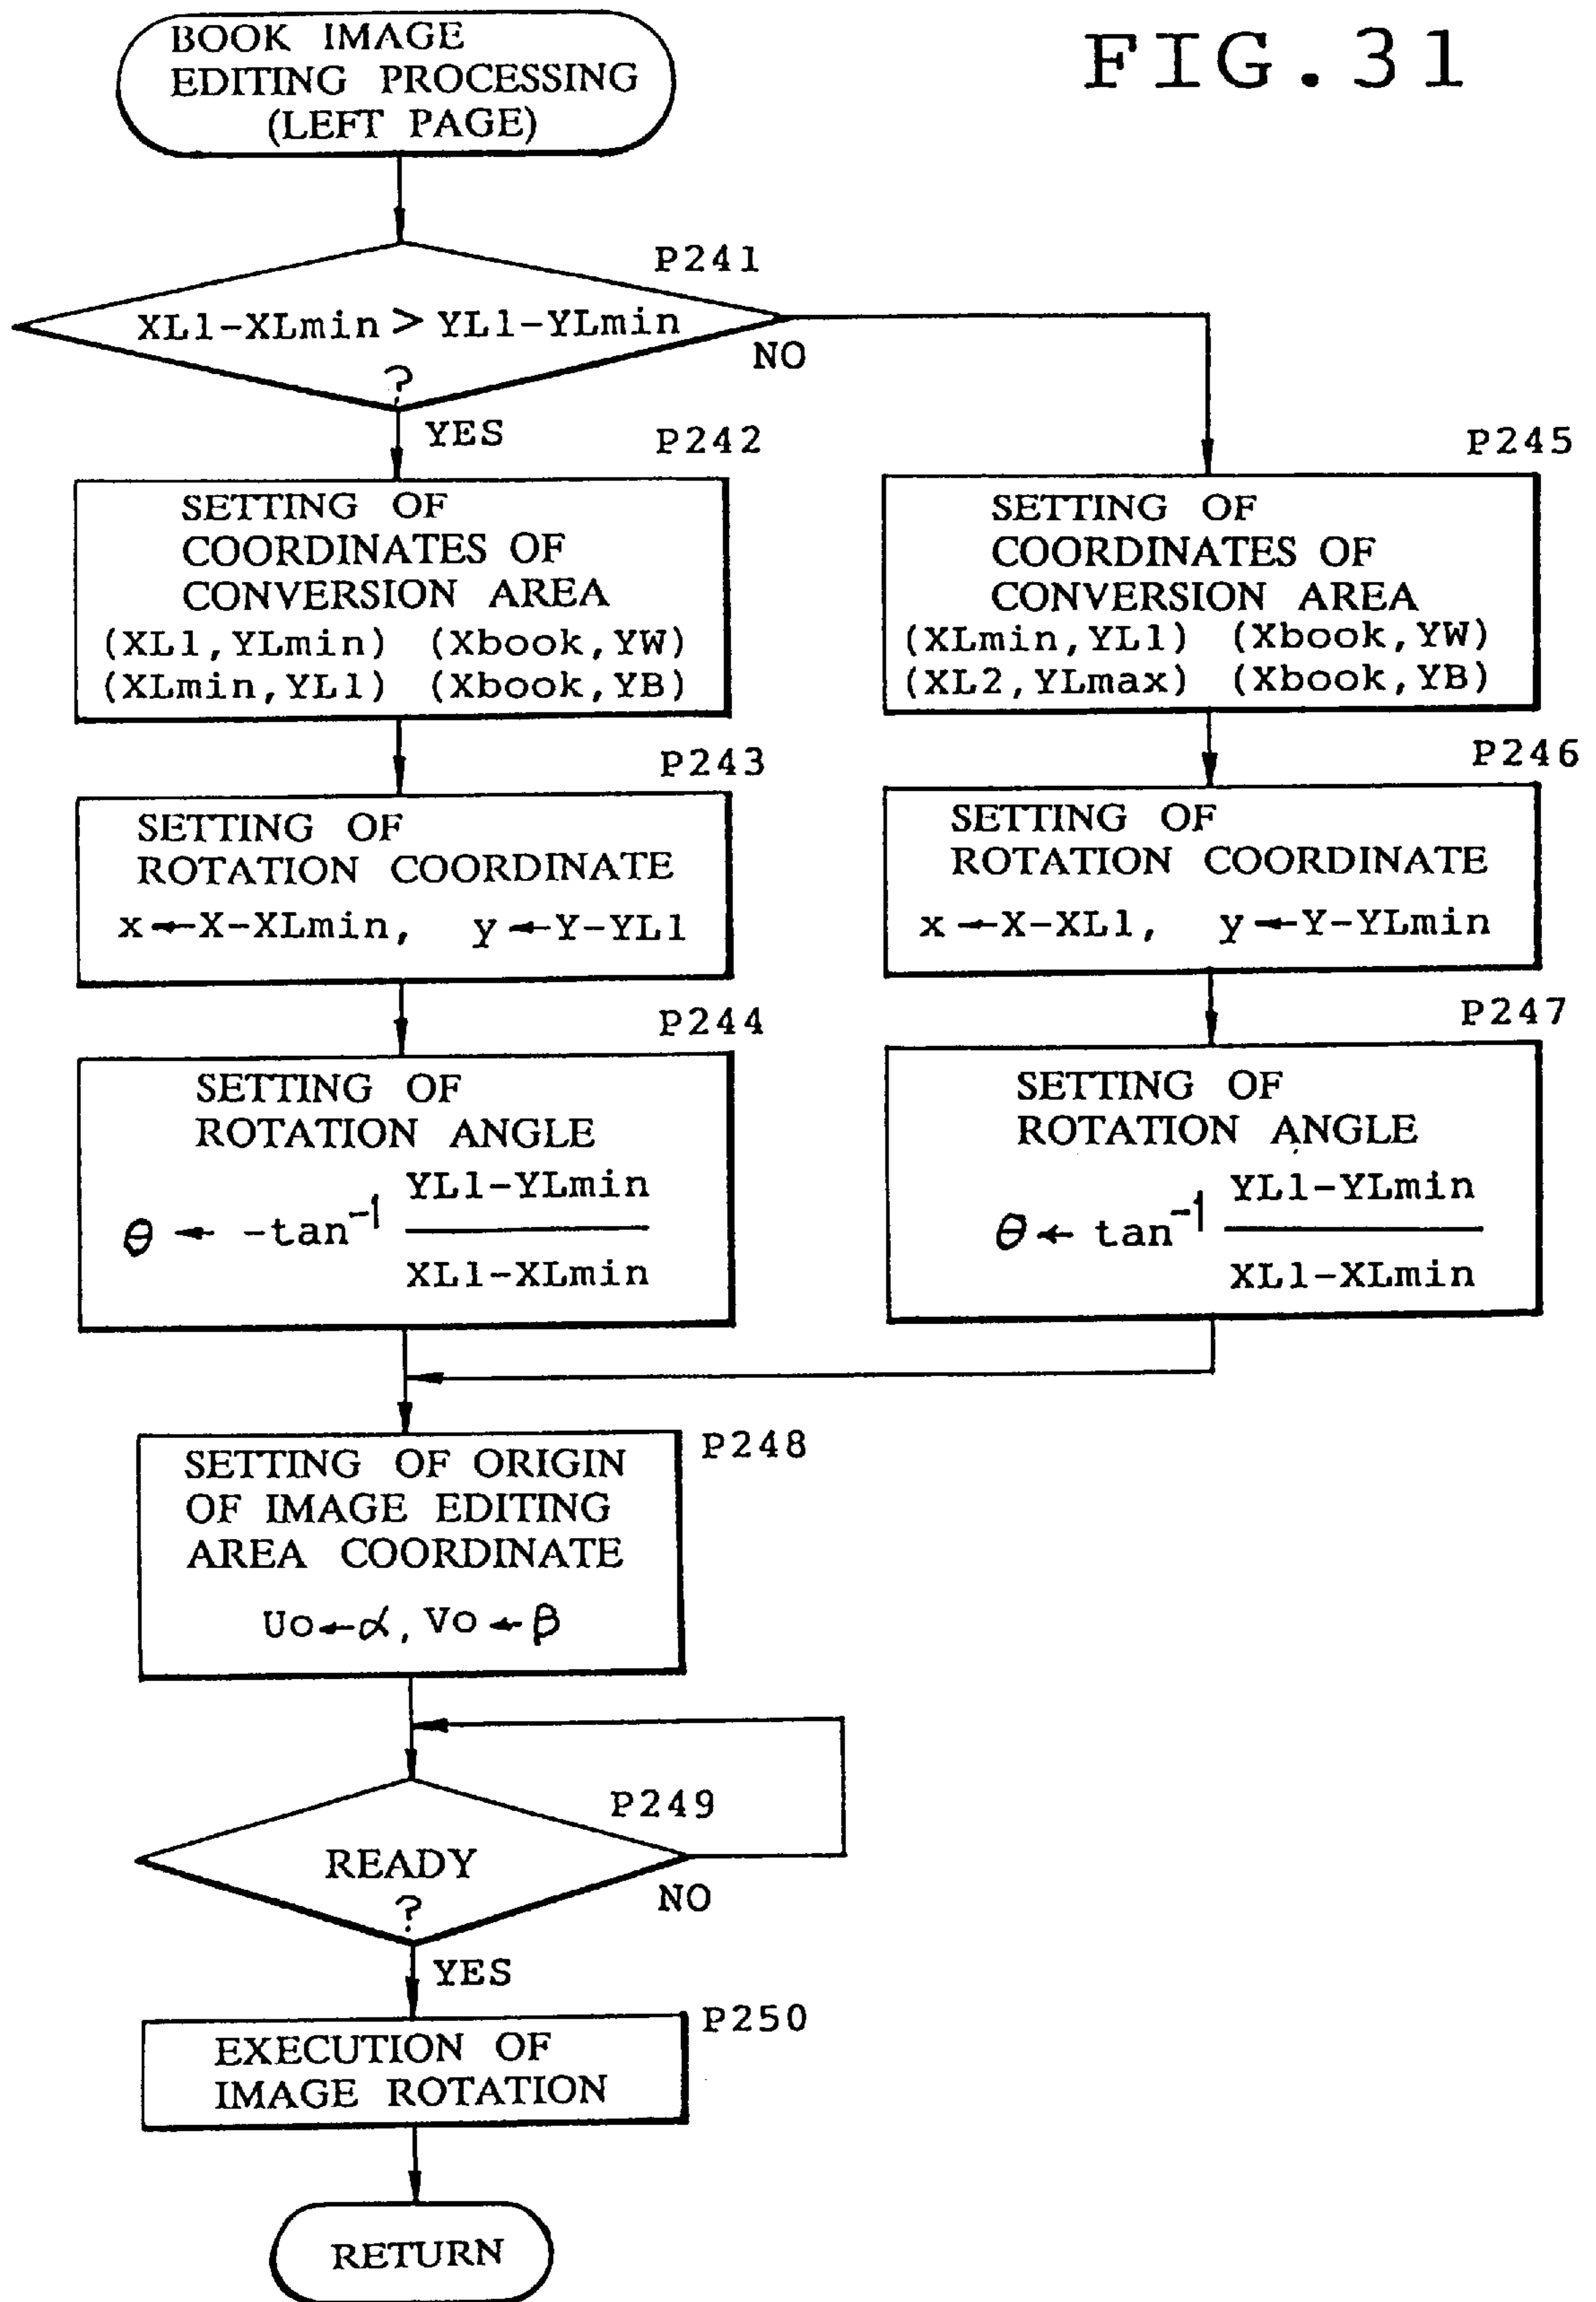 FIG.31
BOOK IMAGE
EDITING PROCESSING
(LEFT PAGE)
P241
XL1-XLmin > YL1-YLmin
?
NO
YES
P242
SETTING OF
COORDINATES OF
CONVERSION AREA
(XL1,YLmin) (Xbook,YW)
(XLmin,YL1) (Xbook,YB)
P243
SETTING OF
ROTATION COORDINATE
x←X-XLmin, y←Y-YL1
P244
SETTING OF
ROTATION ANGLE
YL1-YLmin
θ ← -tan⁻¹
XL1-XLmin
P245
SETTING OF
COORDINATES OF
CONVERSION AREA
(XLmin,YL1) (Xbook,YW)
(XL2,YLmax) (Xbook,YB)
P246
SETTING OF
ROTATION COORDINATE
x←X-XL1, y←Y-YLmin
P247
SETTING OF
ROTATION ANGLE
YL1-YLmin
θ ← tan⁻¹
XL1-XLmin
P248
SETTING OF ORIGIN
OF IMAGE EDITING
AREA COORDINATE
Uo←α, Vo←β
P249
READY
?
NO
YES
P250
EXECUTION OF
IMAGE ROTATION
RETURN